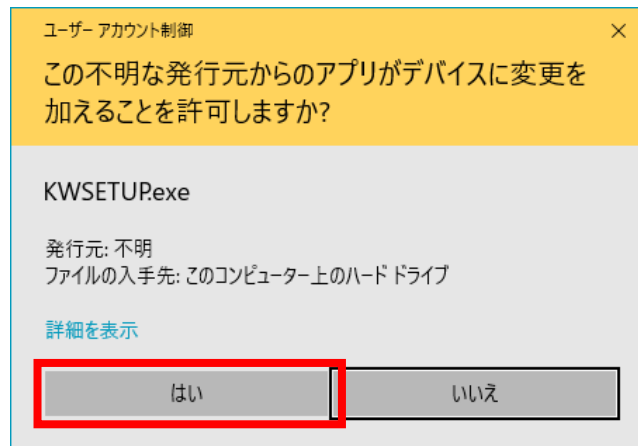 ユーザー アカウント制御
この不明な発行元からのアプリがデバイスに変更を
加えることを許可しますか?
KWSETUP.exe
発行元: 不明
ファイルの入手先: このコンピューター上のハード ドライブ
詳細を表示
はい
いいえ